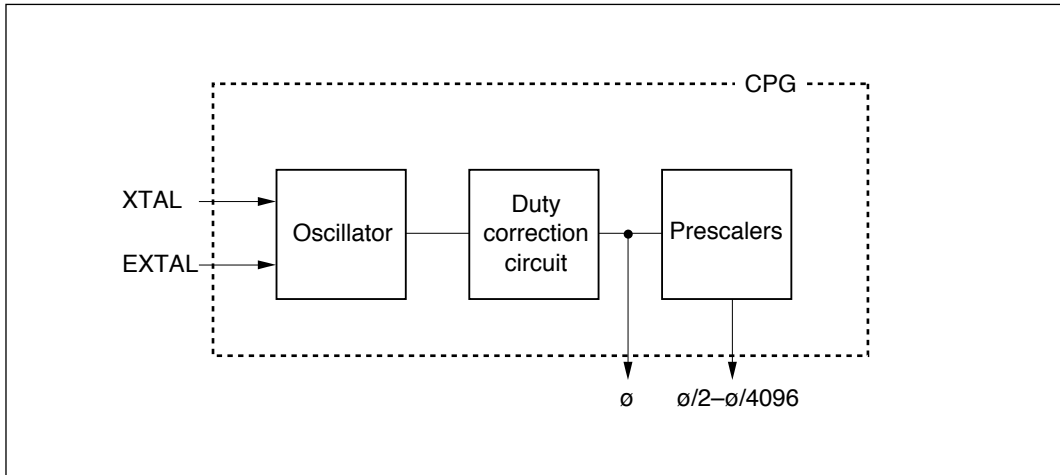 CPG
XTAL
EXTAL
Oscillator
Duty
correction
circuit
Prescalers
ø
ø/2–ø/4096